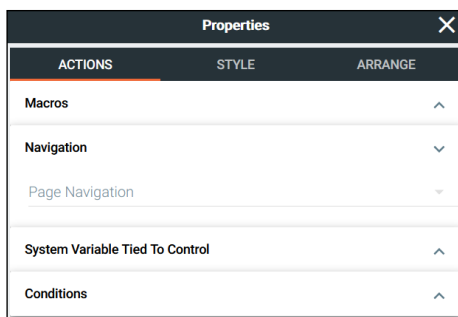 Properties
ACTIONS STYLE ARRANGE
Macros
Navigation
Page Navigation
System Variable Tied To Control
Conditions